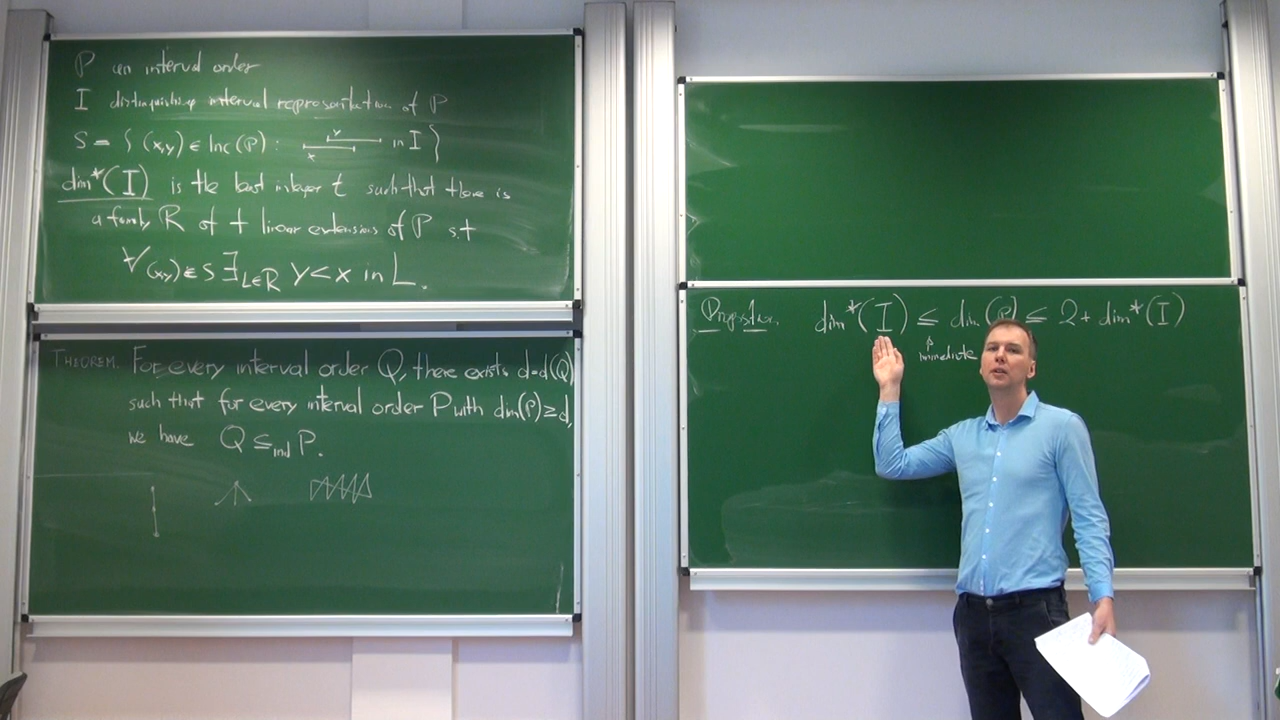 P an interval order
I distinguishing interval representation of P
S = { (x,y) ∈ Inc(P) : x y in I }
dim*(I) is the least integer t such that there is
a family R of t linear extensions of P s.t
∀(x,y)∈S ∃L∈R y < x in L.
THEOREM. For every interval order Q, there exists d=d(Q)
such that for every interval order P with dim(P) ≥ d,
we have Q ≤ind P.
Proposition. dim*(I) ≤ dim(P) ≤ 2 + dim*(I)
immediate